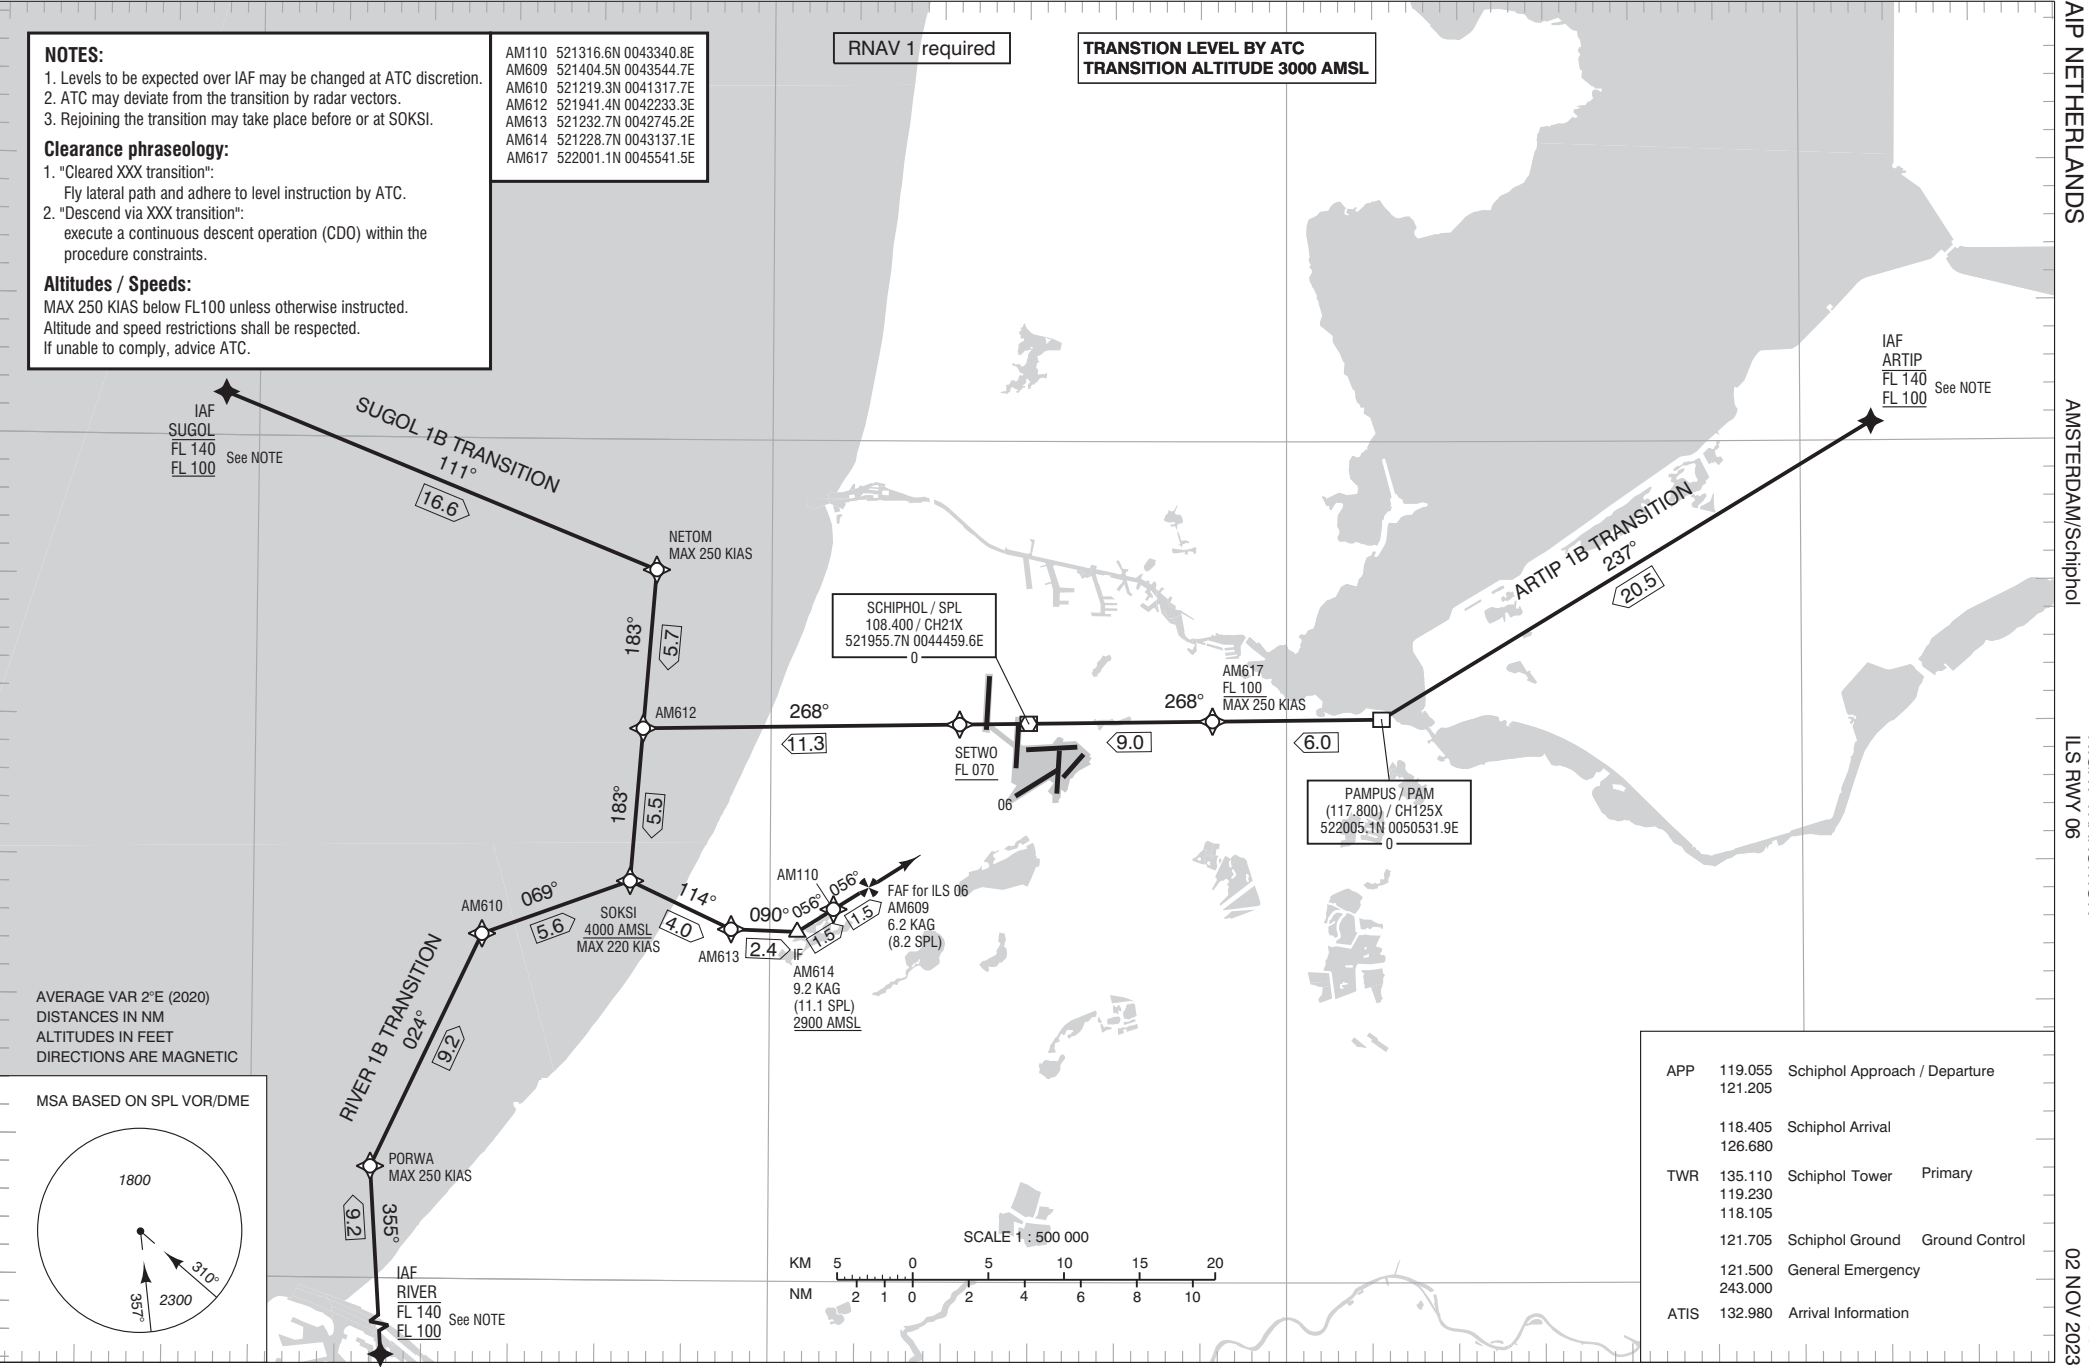 NOTES:
1. Levels to be expected over IAF may be changed at ATC discretion.
2. ATC may deviate from the transition by radar vectors.
3. Rejoining the transition may take place before or at SOKSI.
Clearance phraseology:
1. "Cleared XXX transition":
Fly lateral path and adhere to level instruction by ATC.
2. "Descend via XXX transition":
execute a continuous descent operation (CDO) within the
procedure constraints.
Altitudes / Speeds:
MAX 250 KIAS below FL100 unless otherwise instructed.
Altitude and speed restrictions shall be respected.
If unable to comply, advice ATC.
AM110 521316.6N 0043340.8E
AM609 521404.5N 0043544.7E
AM610 521219.3N 0041317.7E
AM612 521941.4N 0042233.3E
AM613 521232.7N 0042745.2E
AM614 521228.7N 0043137.1E
AM617 522001.1N 0045541.5E
RNAV 1 required
TRANSTION LEVEL BY ATC
TRANSITION ALTITUDE 3000 AMSL
AIP NETHERLANDS
AMSTERDAM/Schiphol
ILS RWY 06
02 NOV 2023
IAF
SUGOL
FL 140
FL 100
See NOTE
SUGOL 1B TRANSITION
111°
16.6
NETOM
MAX 250 KIAS
183°
5.7
AM612
268°
11.3
SETWO
FL 070
SCHIPHOL / SPL
108.400 / CH21X
521955.7N 0044459.6E
0
06
9.0
268°
AM617
FL 100
MAX 250 KIAS
6.0
PAMPUS / PAM
(117.800) / CH125X
522005.1N 0050531.9E
0
ARTIP 1B TRANSITION
237°
20.5
IAF
ARTIP
FL 140
FL 100
See NOTE
183°
5.5
AM610
069°
5.6
SOKSI
4000 AMSL
MAX 220 KIAS
114°
4.0
AM613
090°
2.4
IF
AM614
9.2 KAG
(11.1 SPL)
2900 AMSL
056°
1.5
AM110
056°
1.5
FAF for ILS 06
AM609
6.2 KAG
(8.2 SPL)
RIVER 1B TRANSITION
024°
9.2
PORWA
MAX 250 KIAS
355°
9.2
IAF
RIVER
FL 140
FL 100
See NOTE
AVERAGE VAR 2°E (2020)
DISTANCES IN NM
ALTITUDES IN FEET
DIRECTIONS ARE MAGNETIC
MSA BASED ON SPL VOR/DME
1800
310°
357°
2300
SCALE 1 : 500 000
KM 5 0 5 10 15 20
NM 2 1 0 2 4 6 8 10
APP 119.055 Schiphol Approach / Departure
121.205
118.405 Schiphol Arrival
126.680
TWR 135.110 Schiphol Tower Primary
119.230
118.105
121.705 Schiphol Ground Ground Control
121.500 General Emergency
243.000
ATIS 132.980 Arrival Information